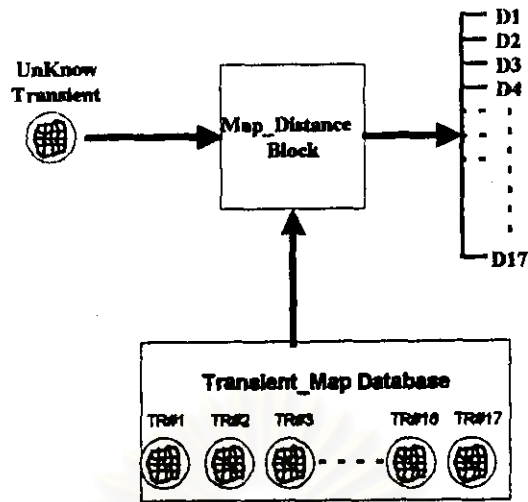 UnKnow
Transient
Map_Distance
Block
D1
D2
D3
D4
D17
Transient_Map Database
TR#1 TR#2 TR#3 TR#16 TR#17